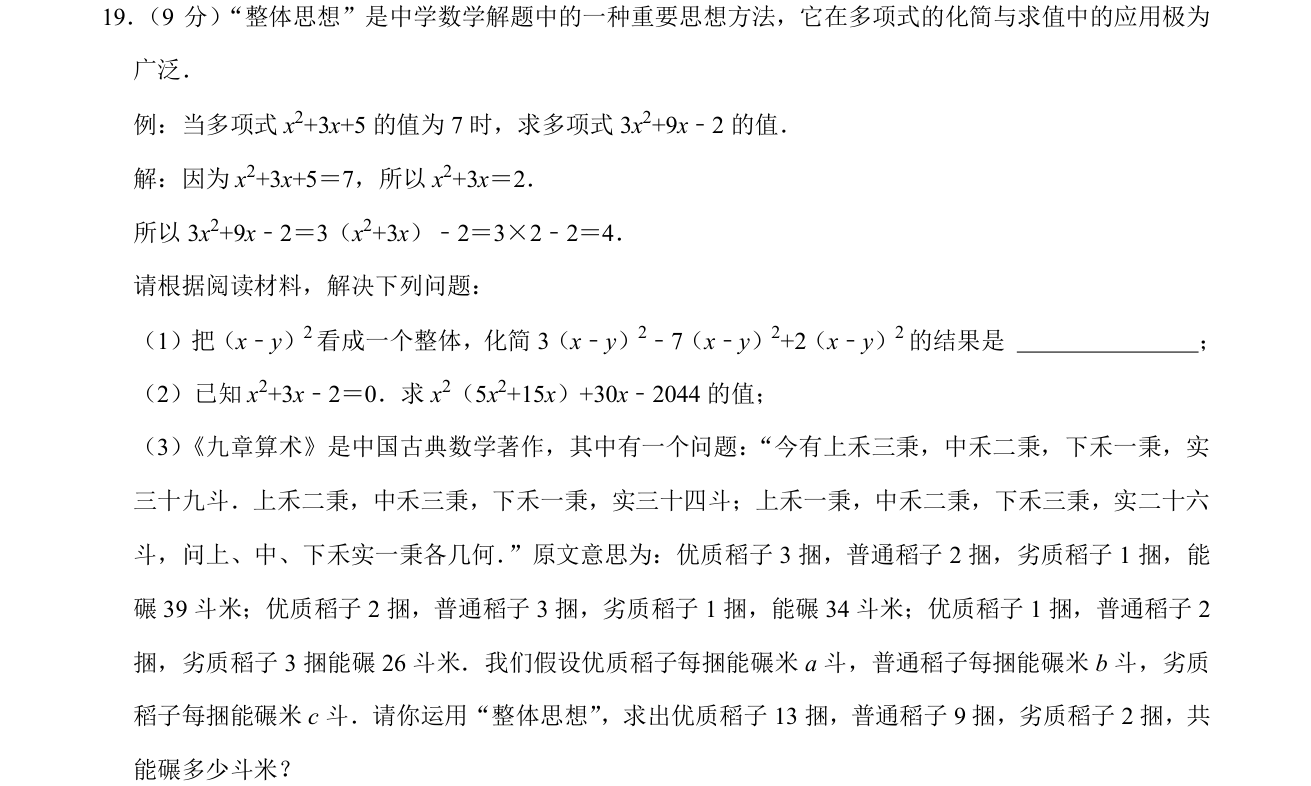 19．（9 分）“整体思想”是中学数学解题中的一种重要思想方法，它在多项式的化简与求值中的应用极为
广泛．
例：当多项式 x²+3x+5 的值为 7 时，求多项式 3x²+9x﹣2 的值．
解：因为 x²+3x+5＝7，所以 x²+3x＝2．
所以 3x²+9x﹣2＝3（x²+3x）﹣2＝3×2﹣2＝4．
请根据阅读材料，解决下列问题：
（1）把（x﹣y）²看成一个整体，化简 3（x﹣y）²﹣7（x﹣y）²+2（x﹣y）²的结果是 ______________；
（2）已知 x²+3x﹣2＝0．求 x²（5x²+15x）+30x﹣2044 的值；
（3）《九章算术》是中国古典数学著作，其中有一个问题：“今有上禾三秉，中禾二秉，下禾一秉，实
三十九斗．上禾二秉，中禾三秉，下禾一秉，实三十四斗；上禾一秉，中禾二秉，下禾三秉，实二十六
斗，问上、中、下禾实一秉各几何．”原文意思为：优质稻子 3 捆，普通稻子 2 捆，劣质稻子 1 捆，能
碾 39 斗米；优质稻子 2 捆，普通稻子 3 捆，劣质稻子 1 捆，能碾 34 斗米；优质稻子 1 捆，普通稻子 2
捆，劣质稻子 3 捆能碾 26 斗米．我们假设优质稻子每捆能碾米 a 斗，普通稻子每捆能碾米 b 斗，劣质
稻子每捆能碾米 c 斗．请你运用“整体思想”，求出优质稻子 13 捆，普通稻子 9 捆，劣质稻子 2 捆，共
能碾多少斗米？